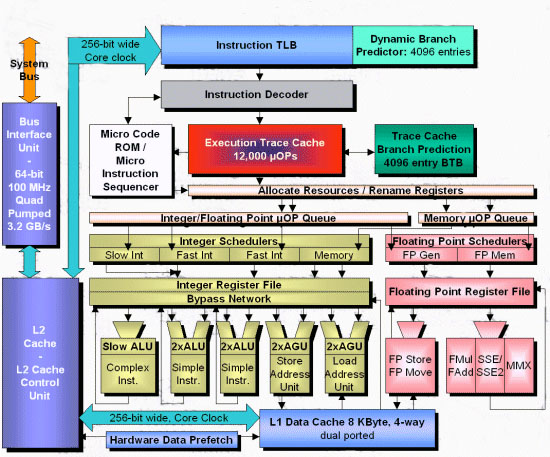 256-bit wide
Core clock
Instruction TLB
Dynamic Branch
Predictor: 4096 entries
System
Bus
Instruction Decoder
Bus
Interface
Unit
-
64-bit
100 MHz
Quad
Pumped
3.2 GB/s
Micro Code
ROM /
Micro
Instruction
Sequencer
Execution Trace Cache
12,000 µOPs
Trace Cache
Branch Prediction
4096 entry BTB
Allocate Resources / Rename Registers
Integer/Floating Point µOP Queue
Memory µOP Queue
Integer Schedulers
Floating Point Schedulers
Slow Int
Fast Int
Fast Int
Memory
FP Gen
FP Mem
Integer Register File
Bypass Network
Floating Point Register File
L2
Cache
-
L2 Cache
Control
Unit
Slow ALU
Complex
Instr.
2xALU
Simple
Instr.
2xALU
Simple
Instr.
2xAGU
Store
Address
Unit
2xAGU
Load
Address
Unit
FP Store
FP Move
FMul
FAdd
SSE/
SSE2
MMX
256-bit wide, Core Clock
L1 Data Cache 8 KByte, 4-way
dual ported
Hardware Data Prefetch